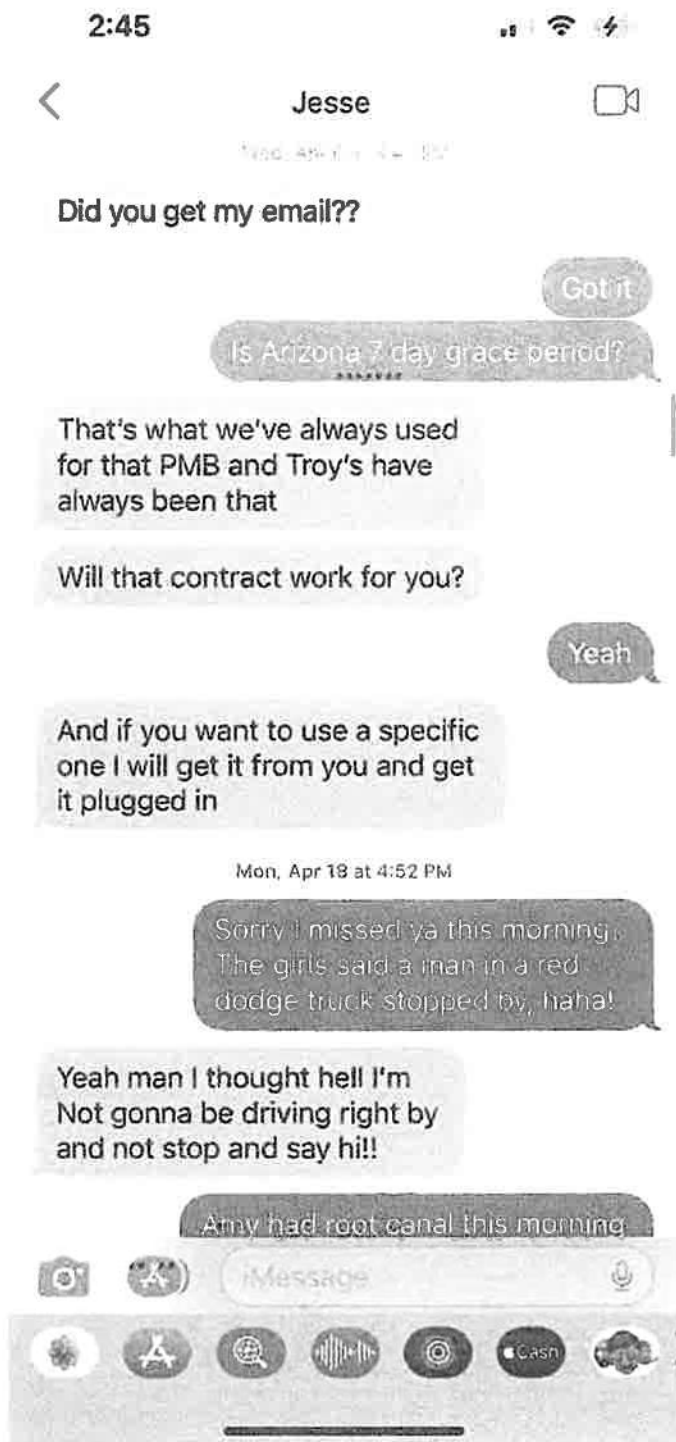 2:45
Jesse
Did you get my email??
Got it
Is Arizona 7 day grace period?
That's what we've always used
for that PMB and Troy's have
always been that
Will that contract work for you?
Yeah
And if you want to use a specific
one I will get it from you and get
it plugged in
Mon, Apr 18 at 4:52 PM
Sorry I missed ya this morning.
The girls said a man in a red
dodge truck stopped by, haha!
Yeah man I thought hell I'm
Not gonna be driving right by
and not stop and say hi!!
Amy had root canal this morning
iMessage
Cash